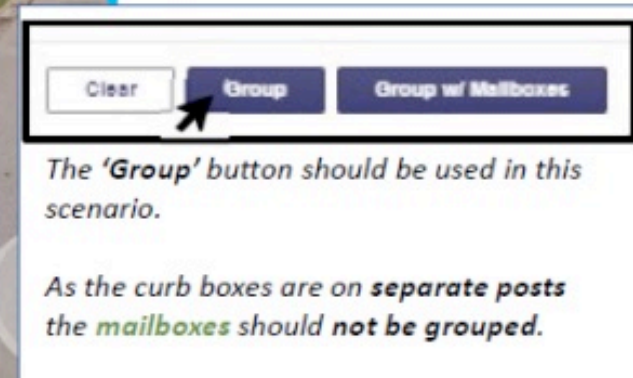 Clear Group Group w/ Mailboxes
The 'Group' button should be used in this
scenario.
As the curb boxes are on separate posts
the mailboxes should not be grouped.